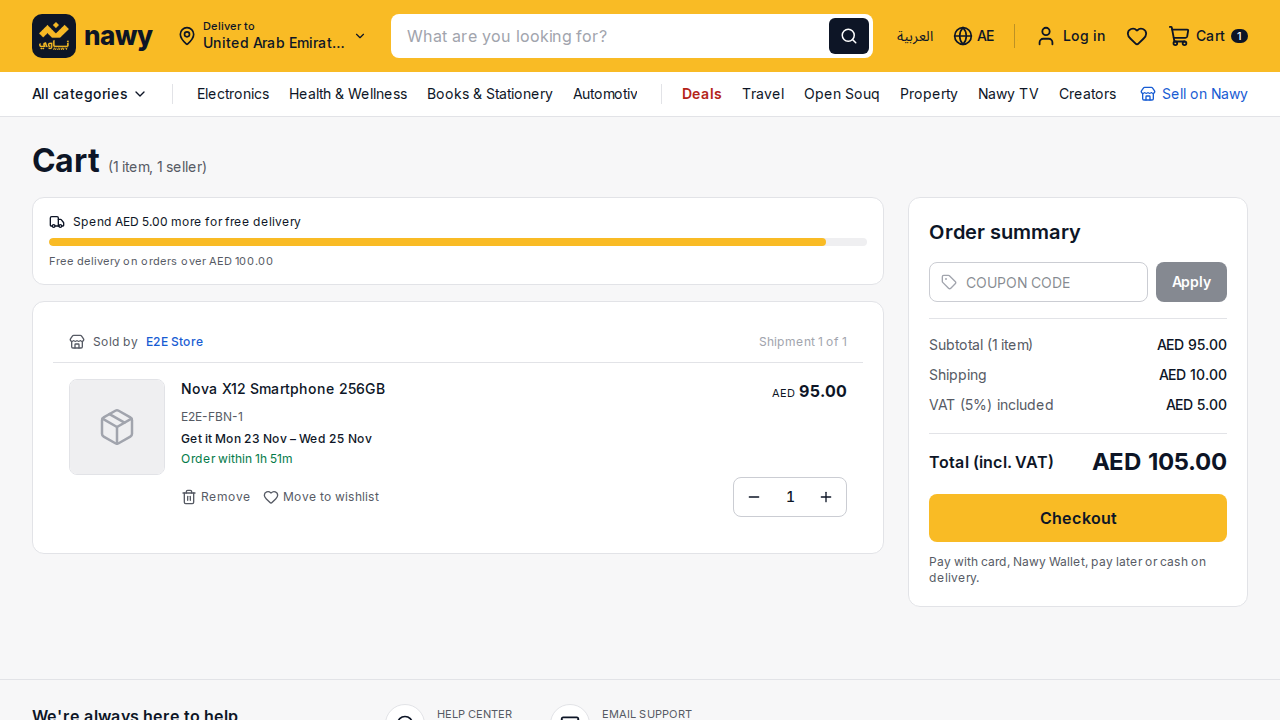 نـاوي
NAWY
nawy
Deliver to
United Arab Emirat...
What are you looking for?
العربية
AE
Log in
Cart 1
All categories
Electronics
Health & Wellness
Books & Stationery
Automotiv
Deals
Travel
Open Souq
Property
Nawy TV
Creators
Sell on Nawy
Cart (1 item, 1 seller)
Spend AED 5.00 more for free delivery
Free delivery on orders over AED 100.00
Sold by E2E Store
Shipment 1 of 1
Nova X12 Smartphone 256GB
AED 95.00
E2E-FBN-1
Get it Mon 23 Nov – Wed 25 Nov
Order within 1h 51m
Remove
Move to wishlist
1
Order summary
COUPON CODE
Apply
Subtotal (1 item) AED 95.00
Shipping AED 10.00
VAT (5%) included AED 5.00
Total (incl. VAT) AED 105.00
Checkout
Pay with card, Nawy Wallet, pay later or cash on
delivery.
We're always here to help
HELP CENTER
EMAIL SUPPORT